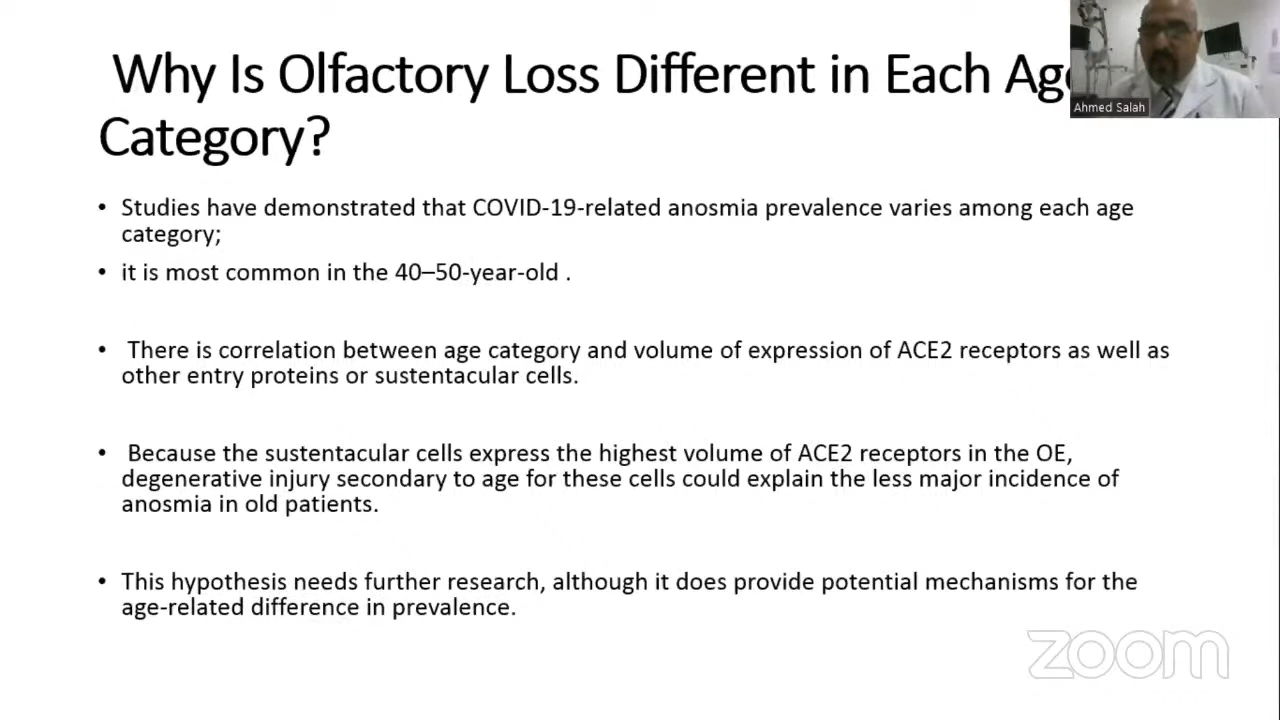 Why Is Olfactory Loss Different in Each Age
Category?
Ahmed Salah
• Studies have demonstrated that COVID-19-related anosmia prevalence varies among each age
category;
• it is most common in the 40–50-year-old .
• There is correlation between age category and volume of expression of ACE2 receptors as well as
other entry proteins or sustentacular cells.
• Because the sustentacular cells express the highest volume of ACE2 receptors in the OE,
degenerative injury secondary to age for these cells could explain the less major incidence of
anosmia in old patients.
• This hypothesis needs further research, although it does provide potential mechanisms for the
age-related difference in prevalence.
zoom